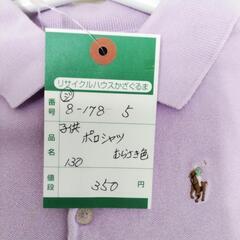 リサイクルハウスかざぐるま
番号 8-178- 5
品名 子供 ポロシャツ
130 むらさき色
値段 350 円